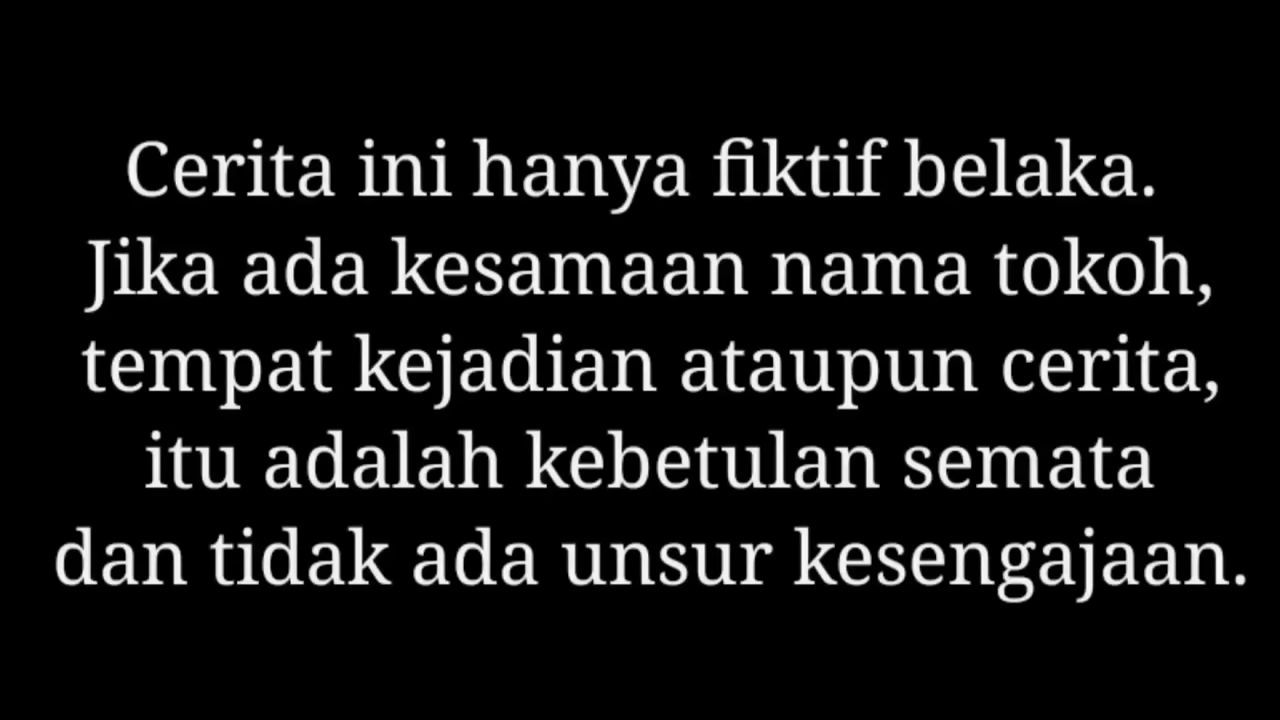 Cerita ini hanya fiktif belaka.
Jika ada kesamaan nama tokoh,
tempat kejadian ataupun cerita,
itu adalah kebetulan semata
dan tidak ada unsur kesengajaan.